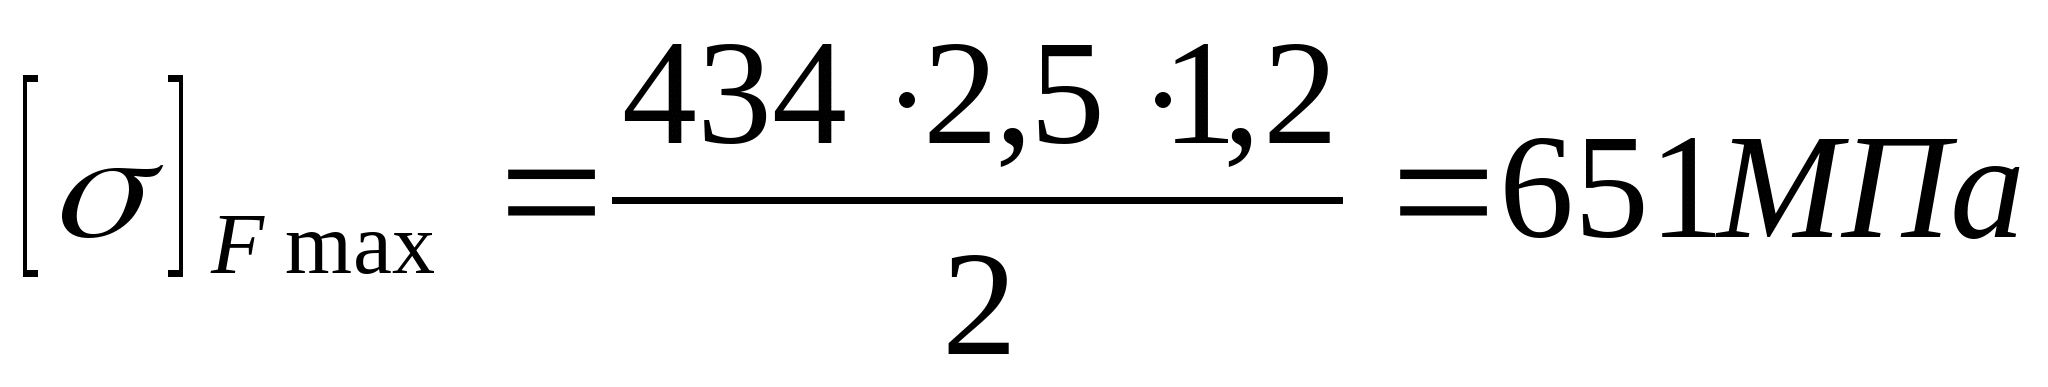 [σ]F max = 434 · 2,5 · 1,2 / 2 = 651МПа